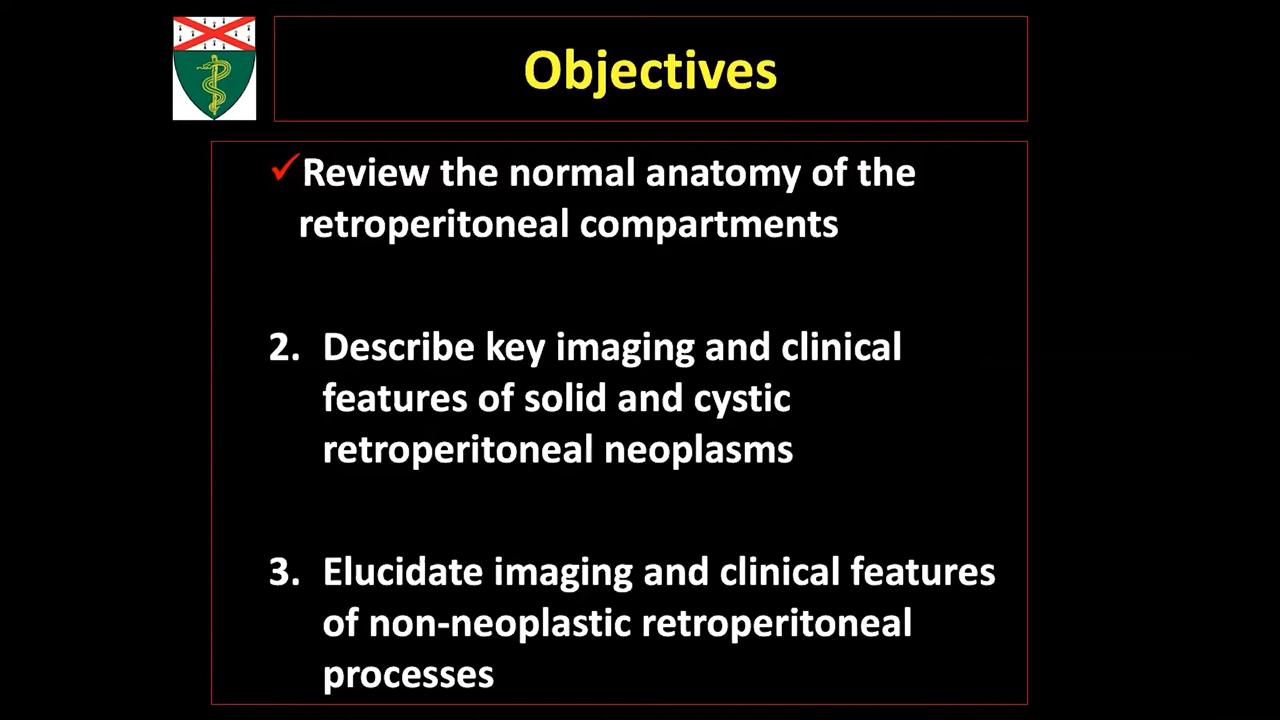 Objectives
✓Review the normal anatomy of the
retroperitoneal compartments
2. Describe key imaging and clinical
features of solid and cystic
retroperitoneal neoplasms
3. Elucidate imaging and clinical features
of non-neoplastic retroperitoneal
processes